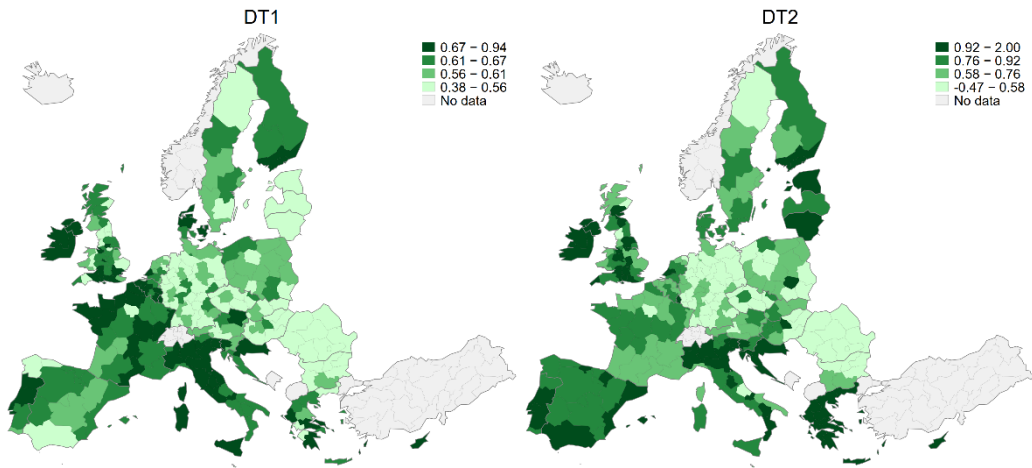 DT1
0.67 – 0.94
0.61 – 0.67
0.56 – 0.61
0.38 – 0.56
No data
DT2
0.92 – 2.00
0.76 – 0.92
0.58 – 0.76
-0.47 – 0.58
No data